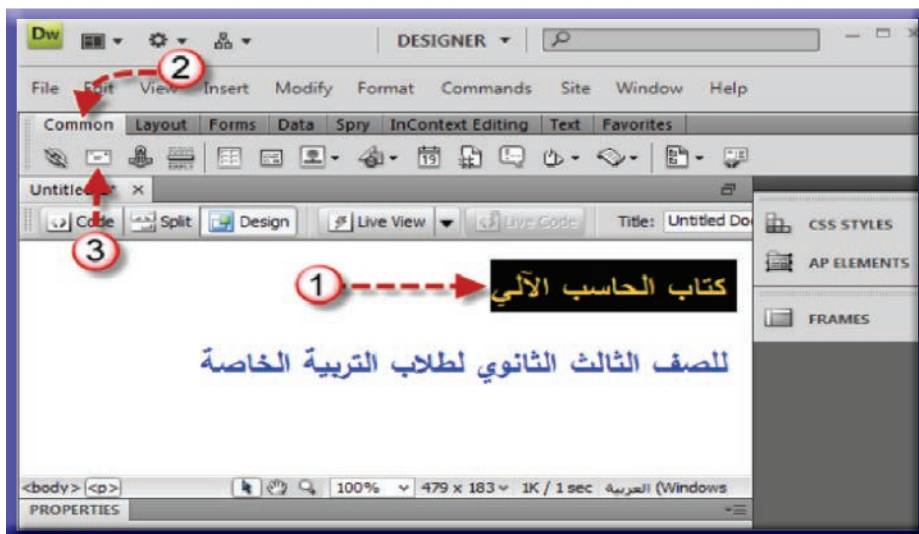 Dw DESIGNER
2
File Edit View Insert Modify Format Commands Site Window Help
Common Layout Forms Data Spry InContext Editing Text Favorites
19
Code Split Design Live View Live Code Title: Untitled Do
3
CSS STYLES
AP ELEMENTS
FRAMES
1
كتاب الحاسب الآلي
للصف الثالث الثانوي لطلاب التربية الخاصة
<body> <p> 100% 479 x 183 1K / 1 sec العربية (Windows
PROPERTIES